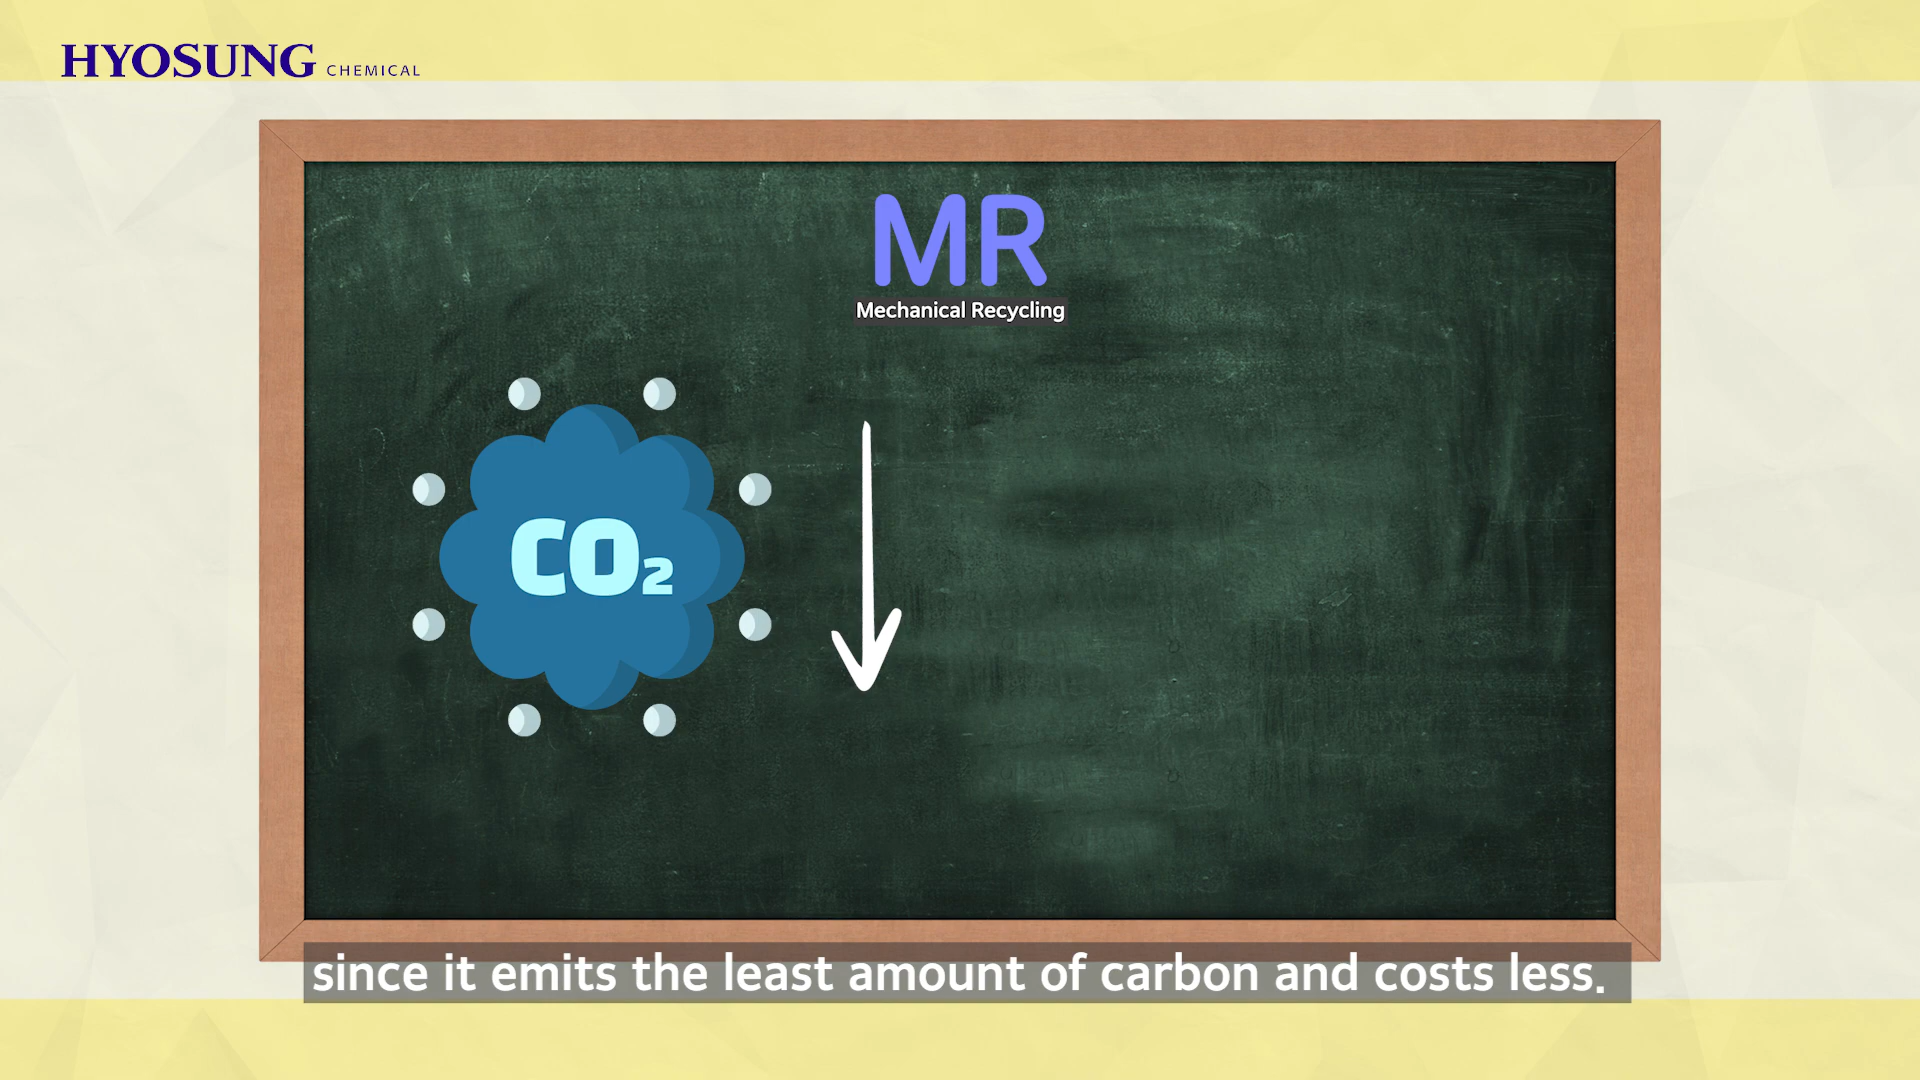 HYOSUNG CHEMICAL
MR
Mechanical Recycling
CO₂
since it emits the least amount of carbon and costs less.